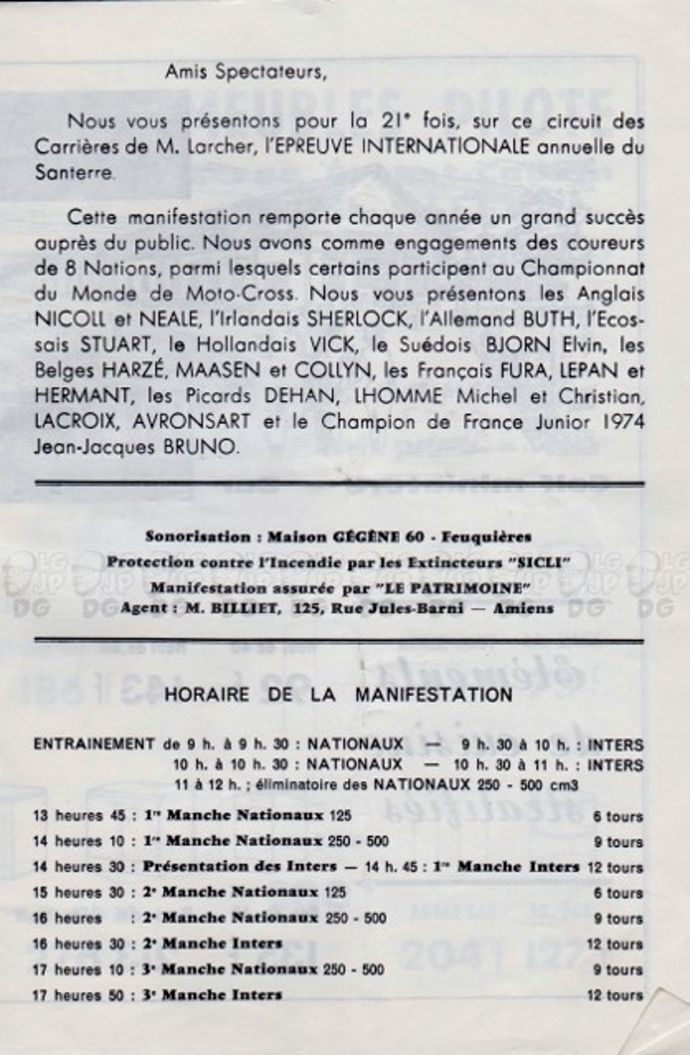 Amis Spectateurs,
Nous vous présentons pour la 21e fois, sur ce circuit des
Carrières de M. Larcher, l'EPREUVE INTERNATIONALE annuelle du
Santerre.
Cette manifestation remporte chaque année un grand succès
auprès du public. Nous avons comme engagements des coureurs
de 8 Nations, parmi lesquels certains participent au Championnat
du Monde de Moto-Cross. Nous vous présentons les Anglais
NICOLL et NEALE, l'Irlandais SHERLOCK, l'Allemand BUTH, l'Ecos-
sais STUART, le Hollandais VICK, le Suédois BJORN Elvin, les
Belges HARZÉ, MAASEN et COLLYN, les Français FURA, LEPAN et
HERMANT, les Picards DEHAN, LHOMME Michel et Christian,
LACROIX, AVRONSART et le Champion de France Junior 1974
Jean-Jacques BRUNO.
Sonorisation : Maison GÉGÈNE 60 - Feuquières
Protection contre l'Incendie par les Extincteurs "SICLI"
Manifestation assurée par "LE PATRIMOINE"
Agent : M. BILLIET, 125, Rue Jules-Barni — Amiens
HORAIRE DE LA MANIFESTATION
ENTRAINEMENT de 9 h. à 9 h. 30 : NATIONAUX — 9 h. 30 à 10 h. : INTERS
10 h. à 10 h. 30 : NATIONAUX — 10 h. 30 à 11 h. : INTERS
11 à 12 h. ; éliminatoire des NATIONAUX 250 - 500 cm3
13 heures 45 : 1re Manche Nationaux 125 6 tours
14 heures 10 : 1re Manche Nationaux 250 - 500 9 tours
14 heures 30 : Présentation des Inters — 14 h. 45 : 1re Manche Inters 12 tours
15 heures 30 : 2e Manche Nationaux 125 6 tours
16 heures : 2e Manche Nationaux 250 - 500 9 tours
16 heures 30 : 2e Manche Inters 12 tours
17 heures 10 : 3e Manche Nationaux 250 - 500 9 tours
17 heures 50 : 3e Manche Inters 12 tours